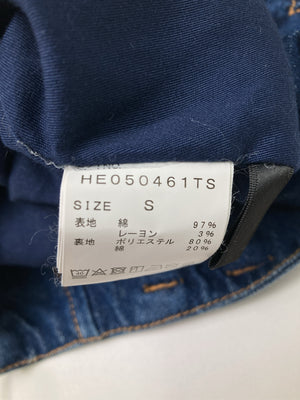 HE050461TS
SIZE S
表地 綿 97%
レーヨン 3%
裏地 ポリエステル 80%
綿 20%